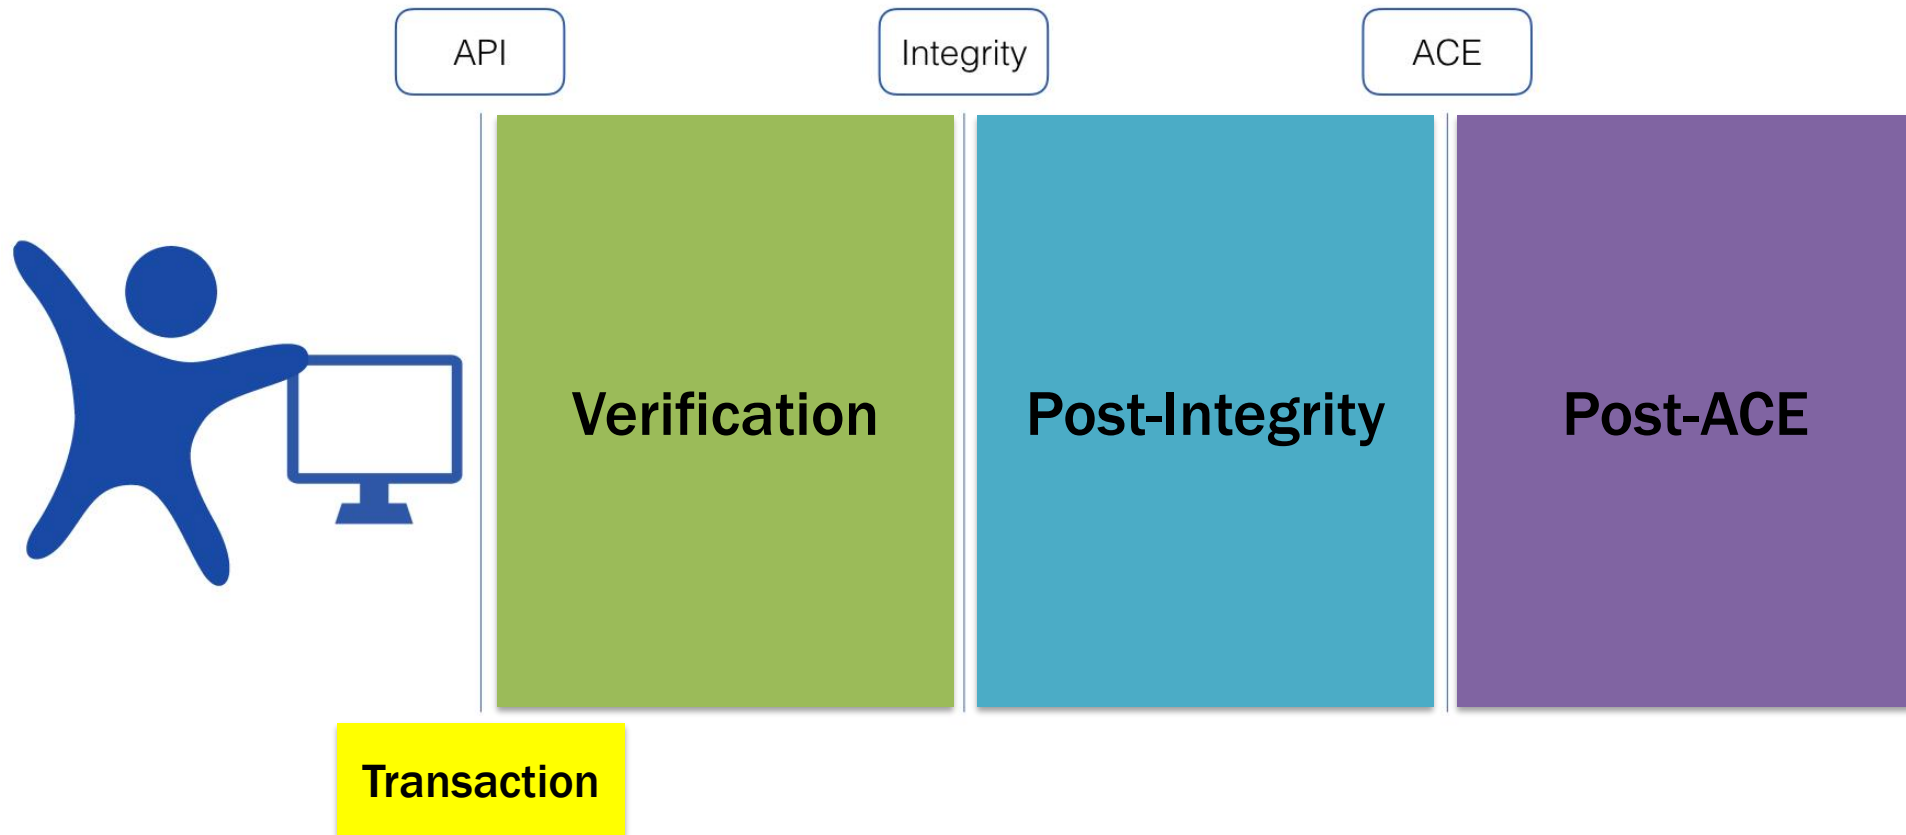 API
Integrity
ACE
Verification
Post-Integrity
Post-ACE
Transaction